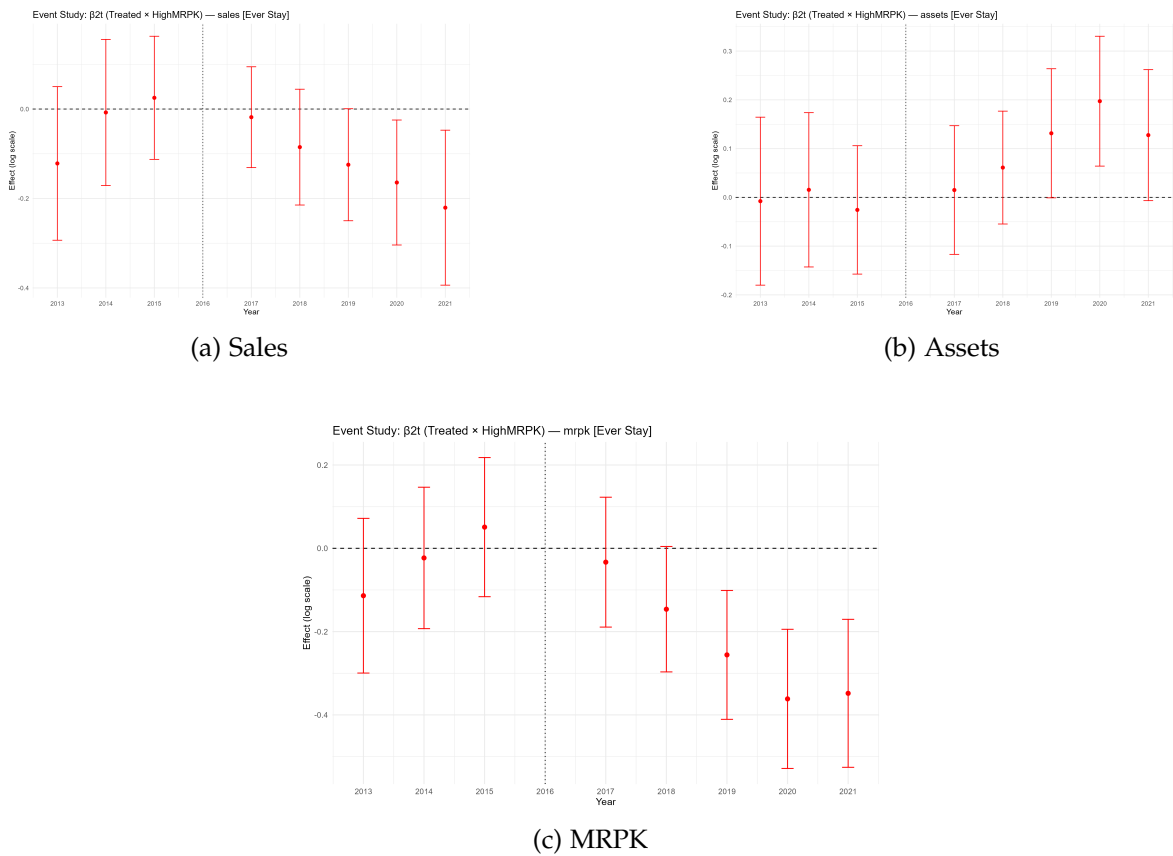 Event Study: β2t (Treated × HighMRPK) — sales [Ever Stay]
Effect (log scale)
0.0
-0.2
-0.4
2013 2014 2015 2016 2017 2018 2019 2020 2021
Year
(a) Sales
Event Study: β2t (Treated × HighMRPK) — assets [Ever Stay]
Effect (log scale)
0.3
0.2
0.1
0.0
-0.1
-0.2
2013 2014 2015 2016 2017 2018 2019 2020 2021
Year
(b) Assets
Event Study: β2t (Treated × HighMRPK) — mrpk [Ever Stay]
Effect (log scale)
0.2
0.0
-0.2
-0.4
2013 2014 2015 2016 2017 2018 2019 2020 2021
Year
(c) MRPK